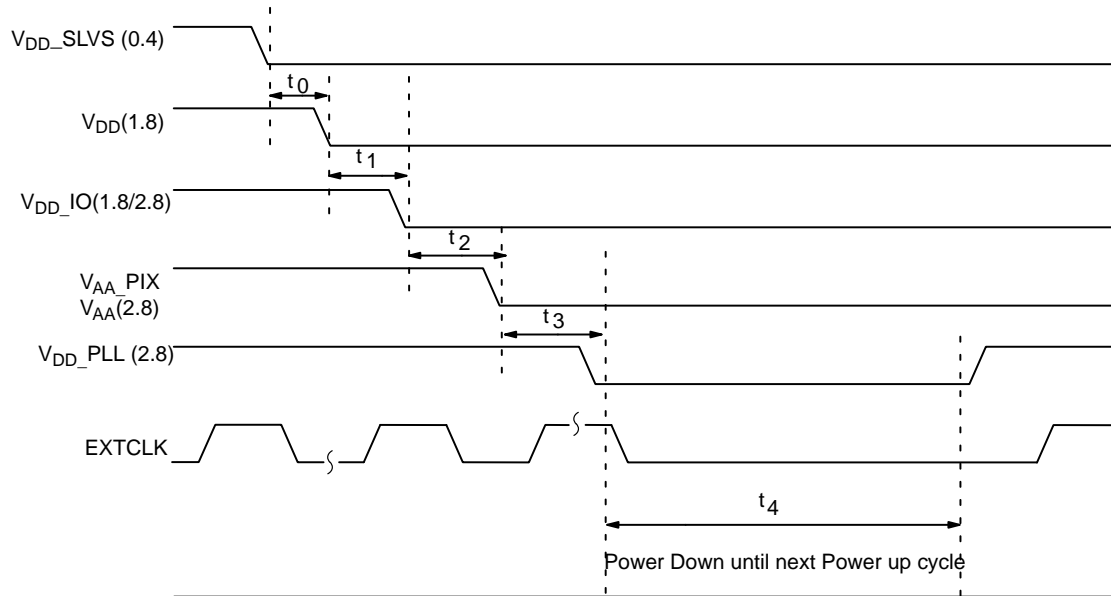 VDD_SLVS (0.4)
t0
VDD(1.8)
t1
VDD_IO(1.8/2.8)
t2
VAA_PIX
VAA(2.8)
t3
VDD_PLL (2.8)
EXTCLK
t4
Power Down until next Power up cycle